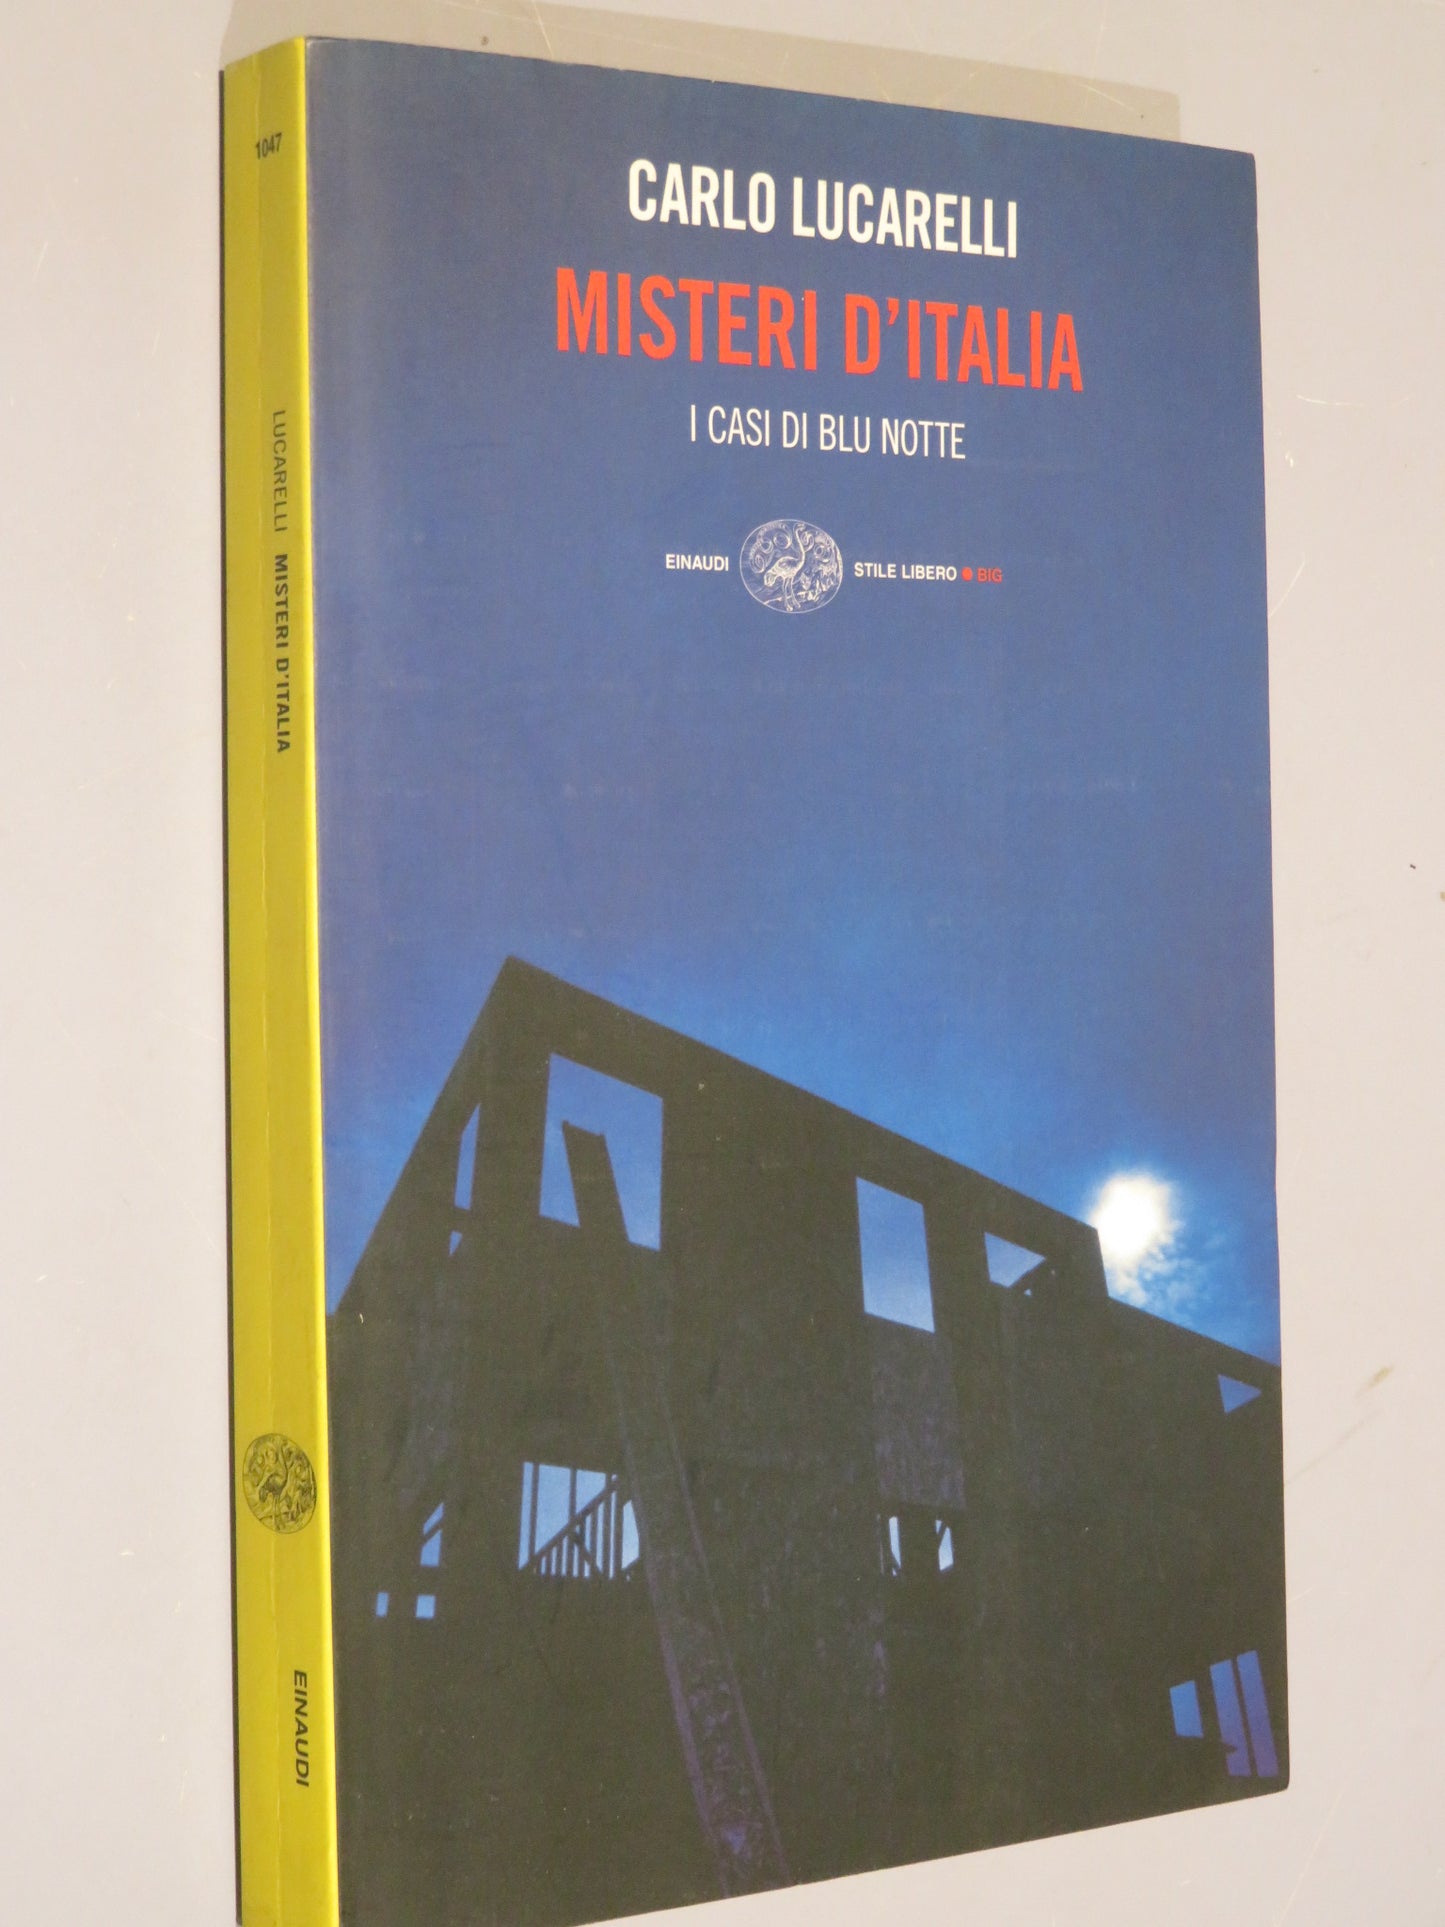 1047
LUCARELLI MISTERI D'ITALIA
EINAUDI
CARLO LUCARELLI
MISTERI D'ITALIA
I CASI DI BLU NOTTE
EINAUDI STILE LIBERO • BIG